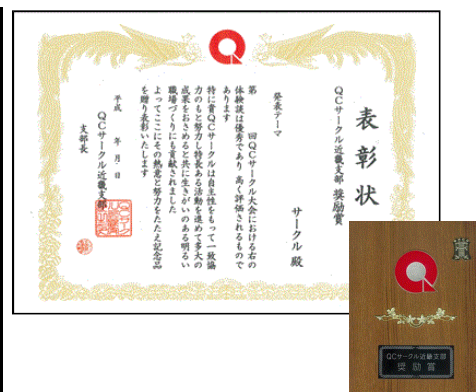 表彰状
QCサークル近畿支部 奨励賞
サークル 殿
発表テーマ
第　回QCサークル大会における右の
体験談は優秀であり、高く評価されるもので
あります
特に貴QCサークルは自主性をもって一致協
力のもと努力し特長ある活動を進めて多大の
成果をおさめると共に生きがいのある明るい
職場づくりにも貢献されました
よってここにその熱意と努力をたたえ記念品
を贈り表彰いたします
平成　年　月　日
QCサークル近畿支部
支部長
QCサークル近畿支部
奨励賞